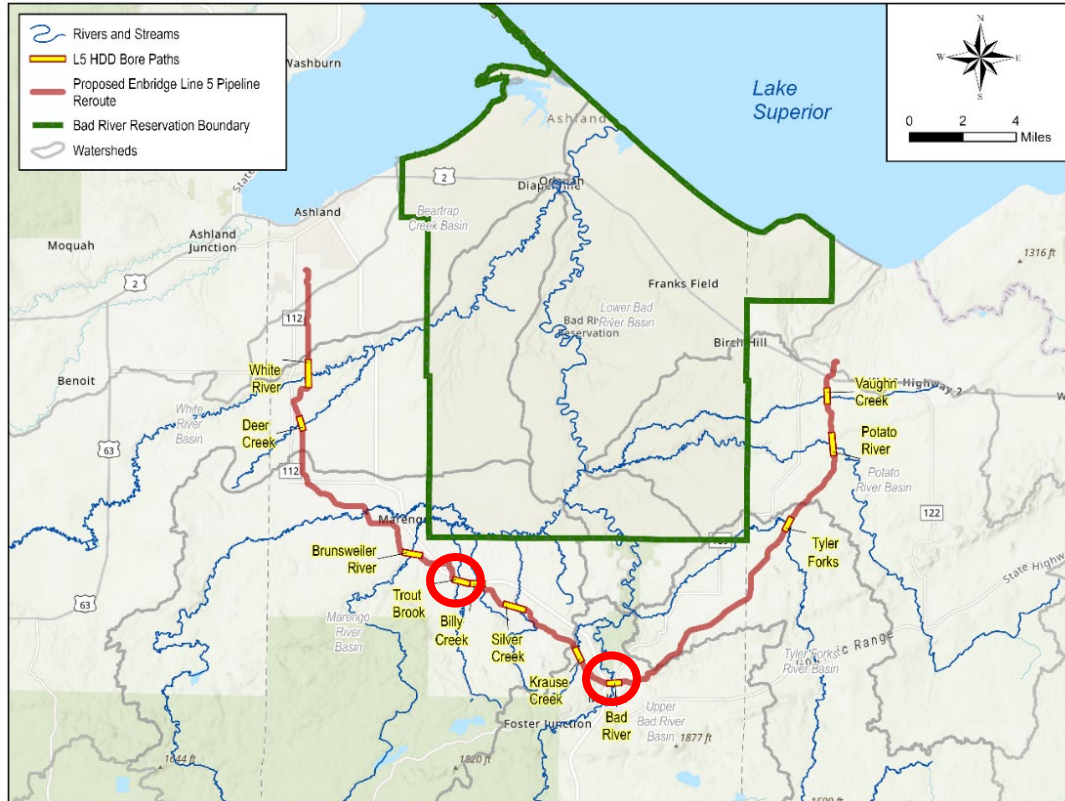 Rivers and Streams
L5 HDD Bore Paths
Proposed Enbridge Line 5 Pipeline
Reroute
Bad River Reservation Boundary
Watersheds
N
W
E
S
0 2 4
Miles
Lake
Superior
Washburn
Ashland
2
Diaper
Bearfrap
Creek Basin
Ashland
Ashland
Junction
Moquah
2
1316 ft
Franks Field
Lower Bad
River Basin
Bad
Reservation
Birch Hill
112
Benoit
White
River
White
River
Basin
Deer
Creek
63
112
Highway 2
Vaughn
Creek
Potato
River
Potato
River Basin
122
Marengo
Brunsweiler
River
Tyler
Forks
State
63
Trout
Brook
Billy
Creek
Silver
Creek
Marengo
River
Basin
Krause
Creek
Range
Tyler Forks
River
Basin
Bad
River
Upper
Bad River
Basin
Foster Junction
1877 ft
1644 ft
1820 ft